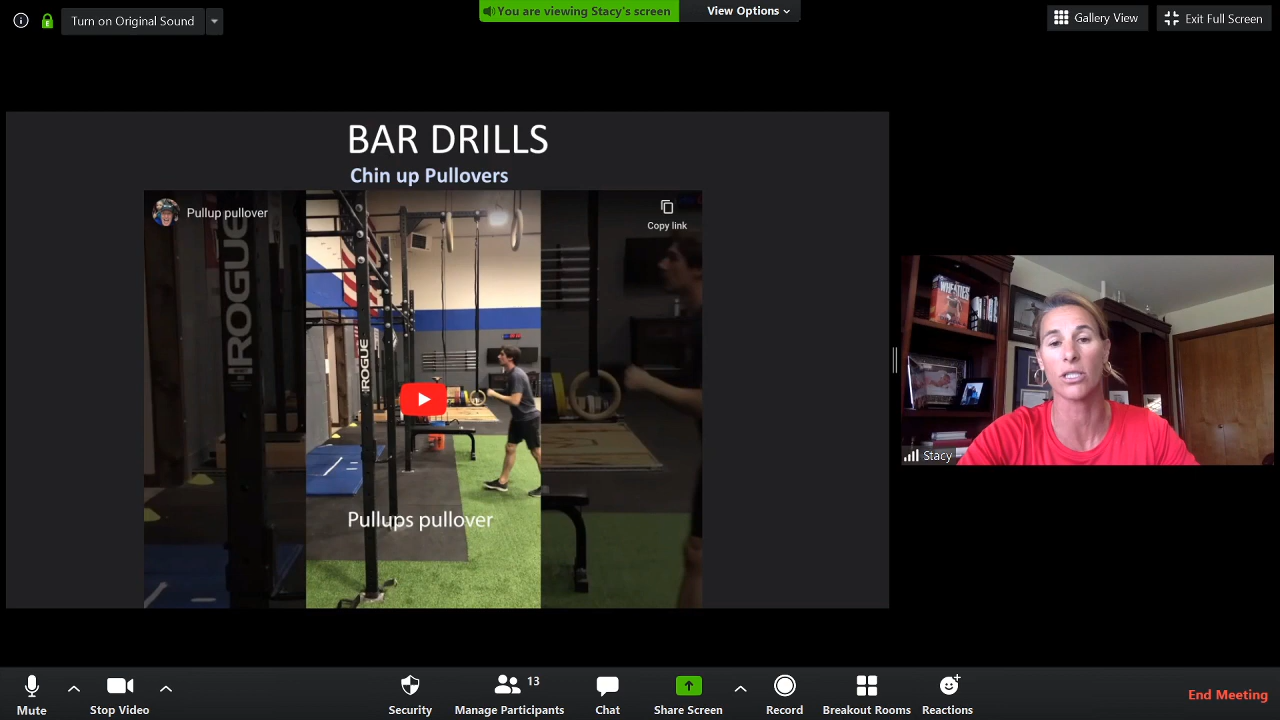 Turn on Original Sound
You are viewing Stacy's screen
View Options
Gallery View
Exit Full Screen
BAR DRILLS
Chin up Pullovers
Pullup pullover
Copy link
ROGUE
ROGUE
WHEATIES
Pullups pullover
Stacy
Mute
Stop Video
Security
Manage Participants
13
Chat
Share Screen
Record
Breakout Rooms
Reactions
End Meeting